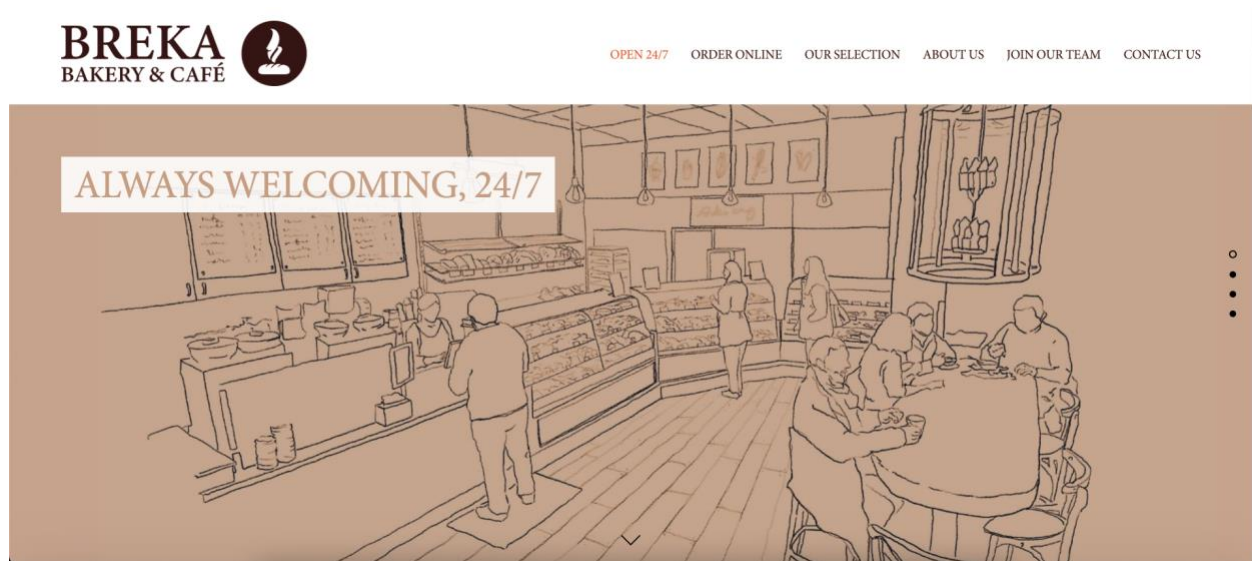 BREKA
BAKERY & CAFÉ
OPEN 24/7 ORDER ONLINE OUR SELECTION ABOUT US JOIN OUR TEAM CONTACT US
ALWAYS WELCOMING, 24/7